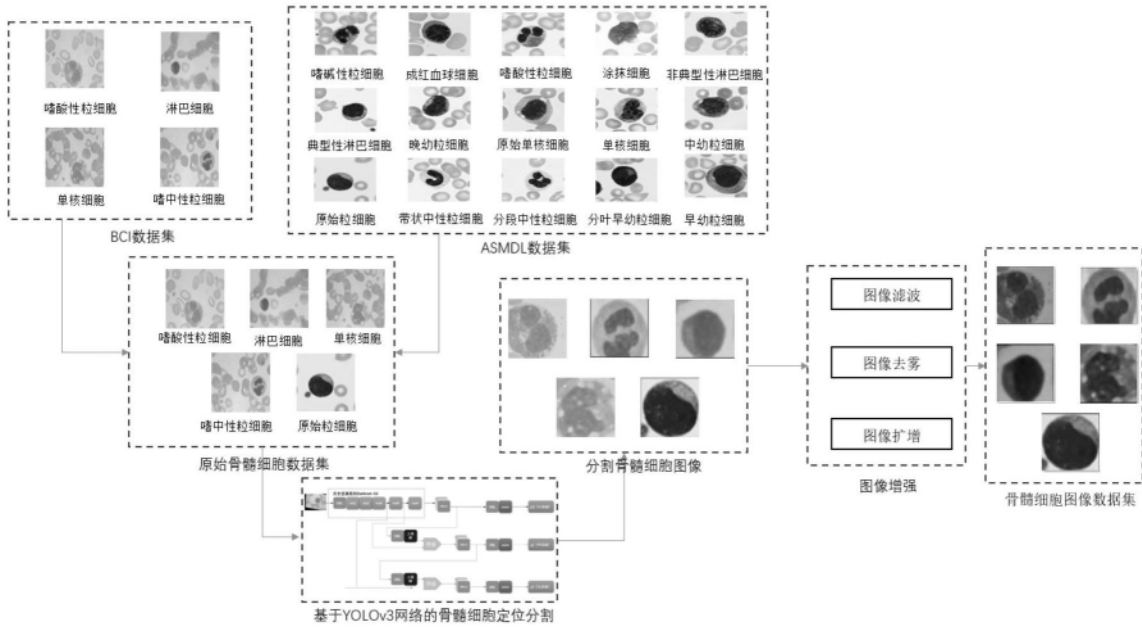 嗜酸性粒细胞
淋巴细胞
单核细胞
嗜中性粒细胞
BCI数据集
嗜碱性粒细胞
成红血球细胞
嗜酸性粒细胞
涂抹细胞
非典型性淋巴细胞
典型性淋巴细胞
晚幼粒细胞
原始单核细胞
单核细胞
中幼粒细胞
原始粒细胞
带状中性粒细胞
分段中性粒细胞
分叶早幼粒细胞
早幼粒细胞
ASMDL数据集
嗜酸性粒细胞
淋巴细胞
单核细胞
嗜中性粒细胞
原始粒细胞
原始骨髓细胞数据集
基于YOLOv3网络的骨髓细胞定位分割
分割骨髓细胞图像
图像滤波
图像去雾
图像扩增
图像增强
骨髓细胞图像数据集